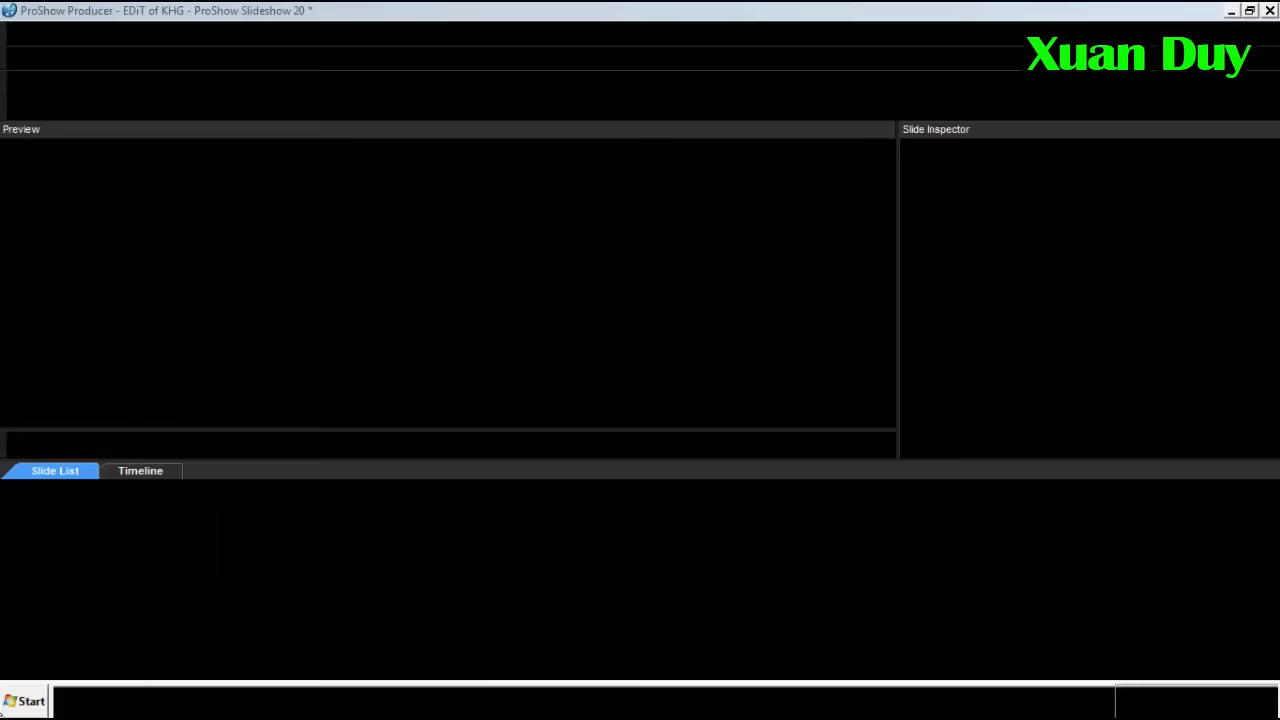 ProShow Producer - EDiT of KHG - ProShow Slideshow 20 *
Xuan Duy
Preview
Slide Inspector
Slide List
Timeline
Start